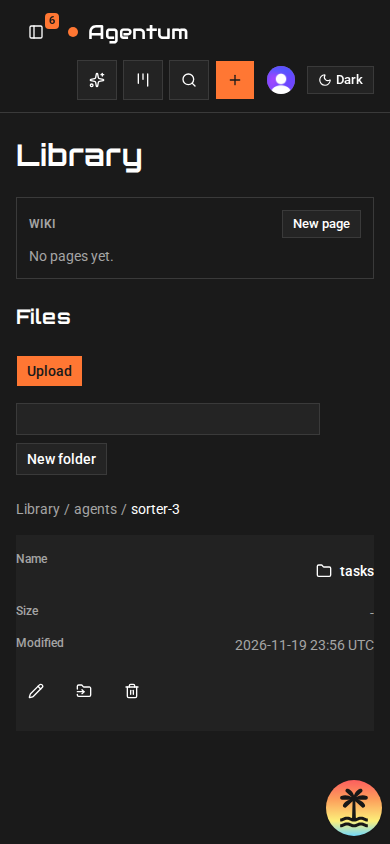 6
Agentum
Dark
Library
WIKI
New page
No pages yet.
Files
Upload
New folder
Library / agents / sorter-3
Name
tasks
Size
-
Modified
2026-11-19 23:56 UTC